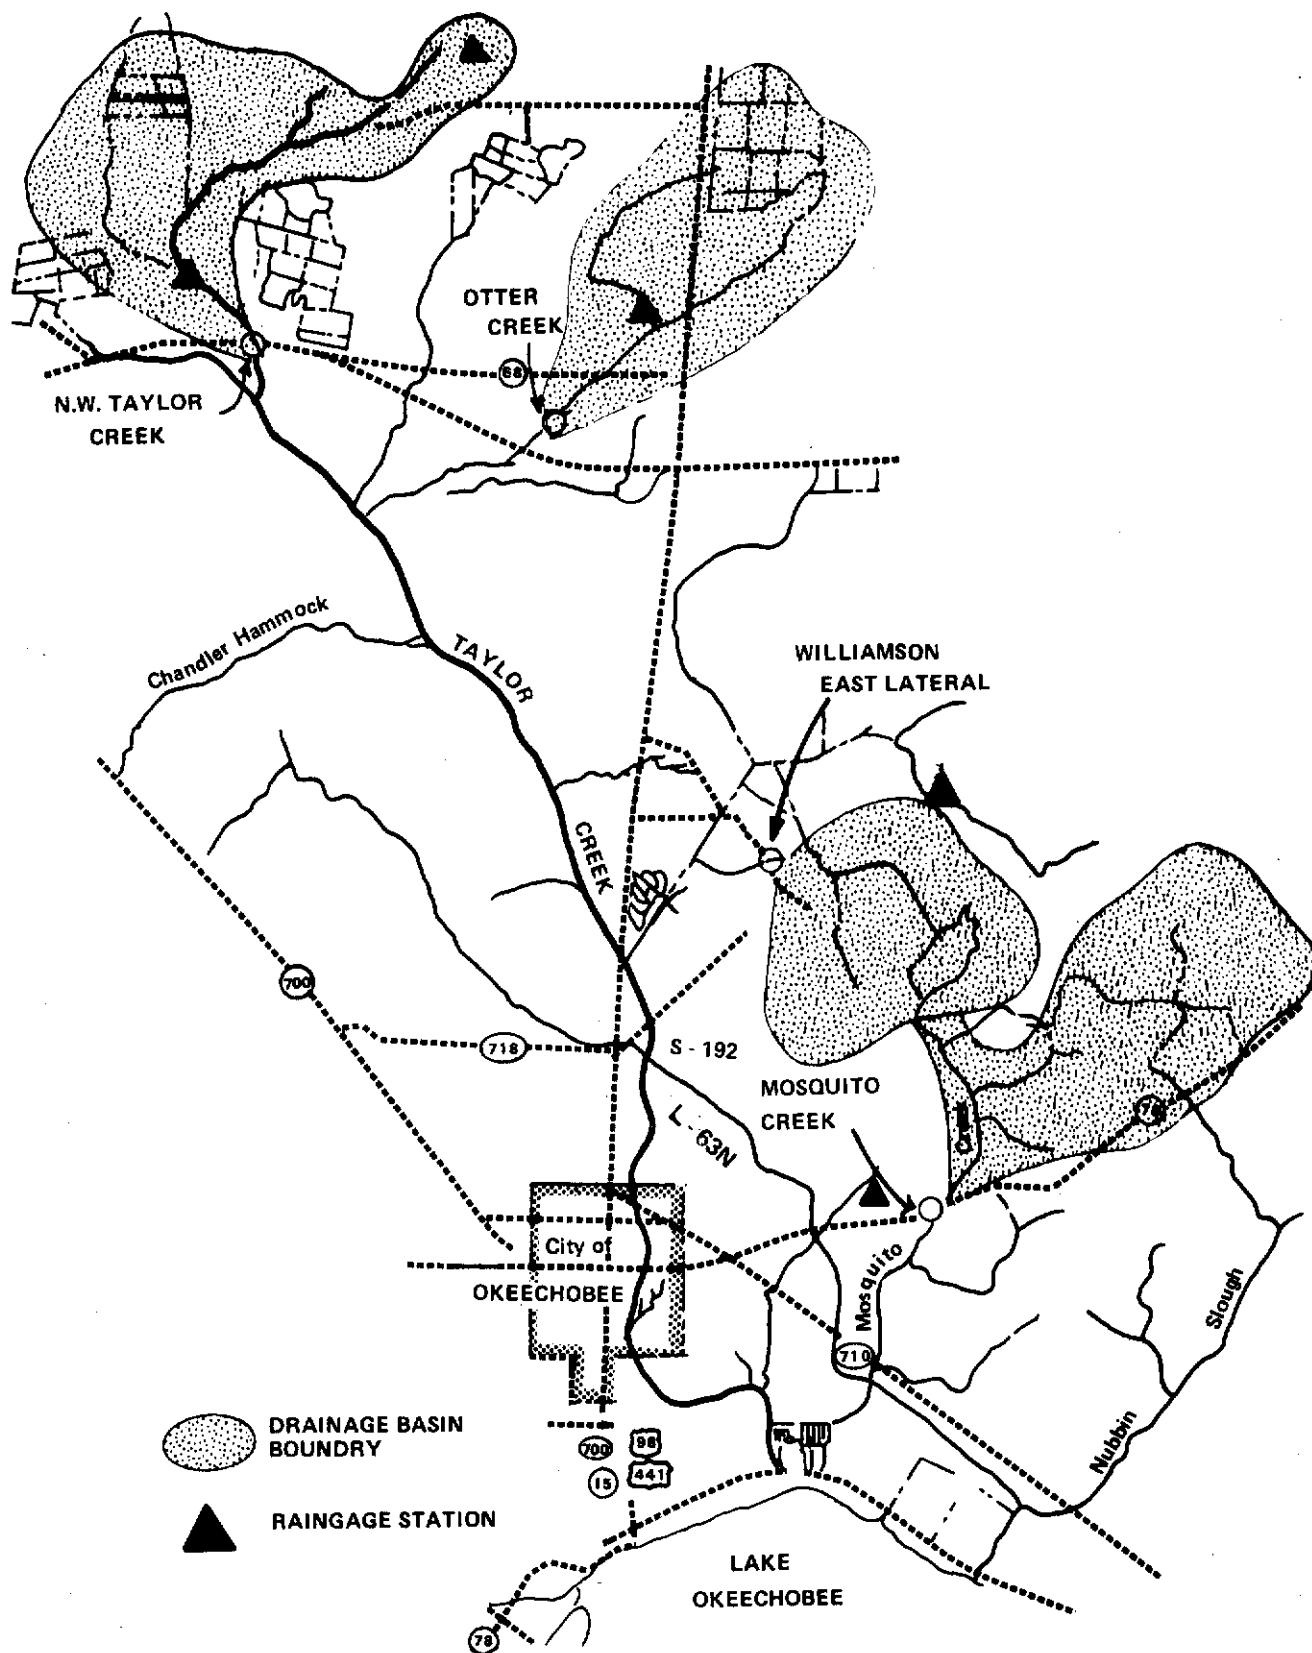 OTTER
CREEK
68
N.W. TAYLOR
CREEK
Chandler Hammock
TAYLOR
CREEK
WILLIAMSON
EAST LATERAL
700
718
S - 192
L - 63N
MOSQUITO
CREEK
Creek
Mosquito
City of
OKEECHOBEE
710
Slough
Nubbin
DRAINAGE BASIN
BOUNDRY
700
98
15
441
RAINGAGE STATION
LAKE
OKEECHOBEE
78